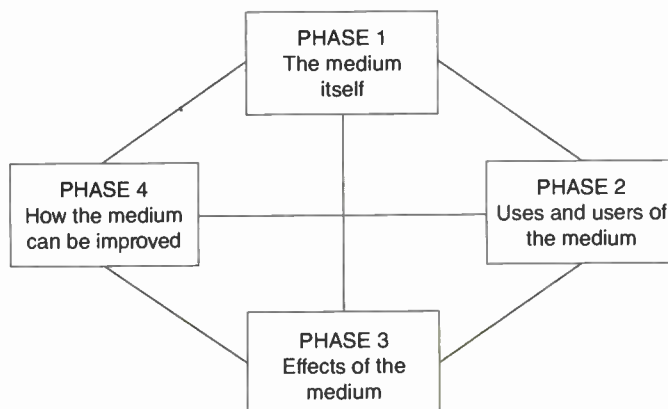 PHASE 1
The medium
itself
PHASE 4
How the medium
can be improved
PHASE 2
Uses and users of
the medium
PHASE 3
Effects of the
medium